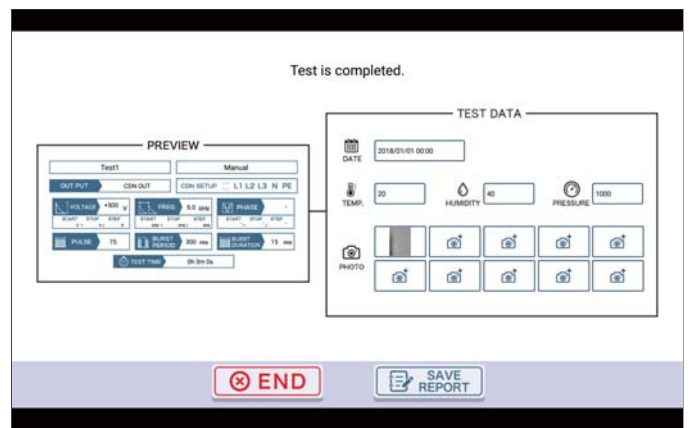 Test is completed.
PREVIEW
Test1 Manual
OUT PUT CDN OUT CDN SETUP L1 L2 L3 N PE
VOLTAGE +500 V FREQ. 5.0 kHz PHASE -
START STOP STEP START STOP STEP START STOP STEP
PULSE 75 BURST PERIOD 300 ms BURST DURATION 15 ms
TEST TIME 0h 3m 0s
TEST DATA
DATE 2018/01/01 00:00
TEMP. 20 HUMIDITY 40 PRESSURE 1000
PHOTO
END
SAVE
REPORT